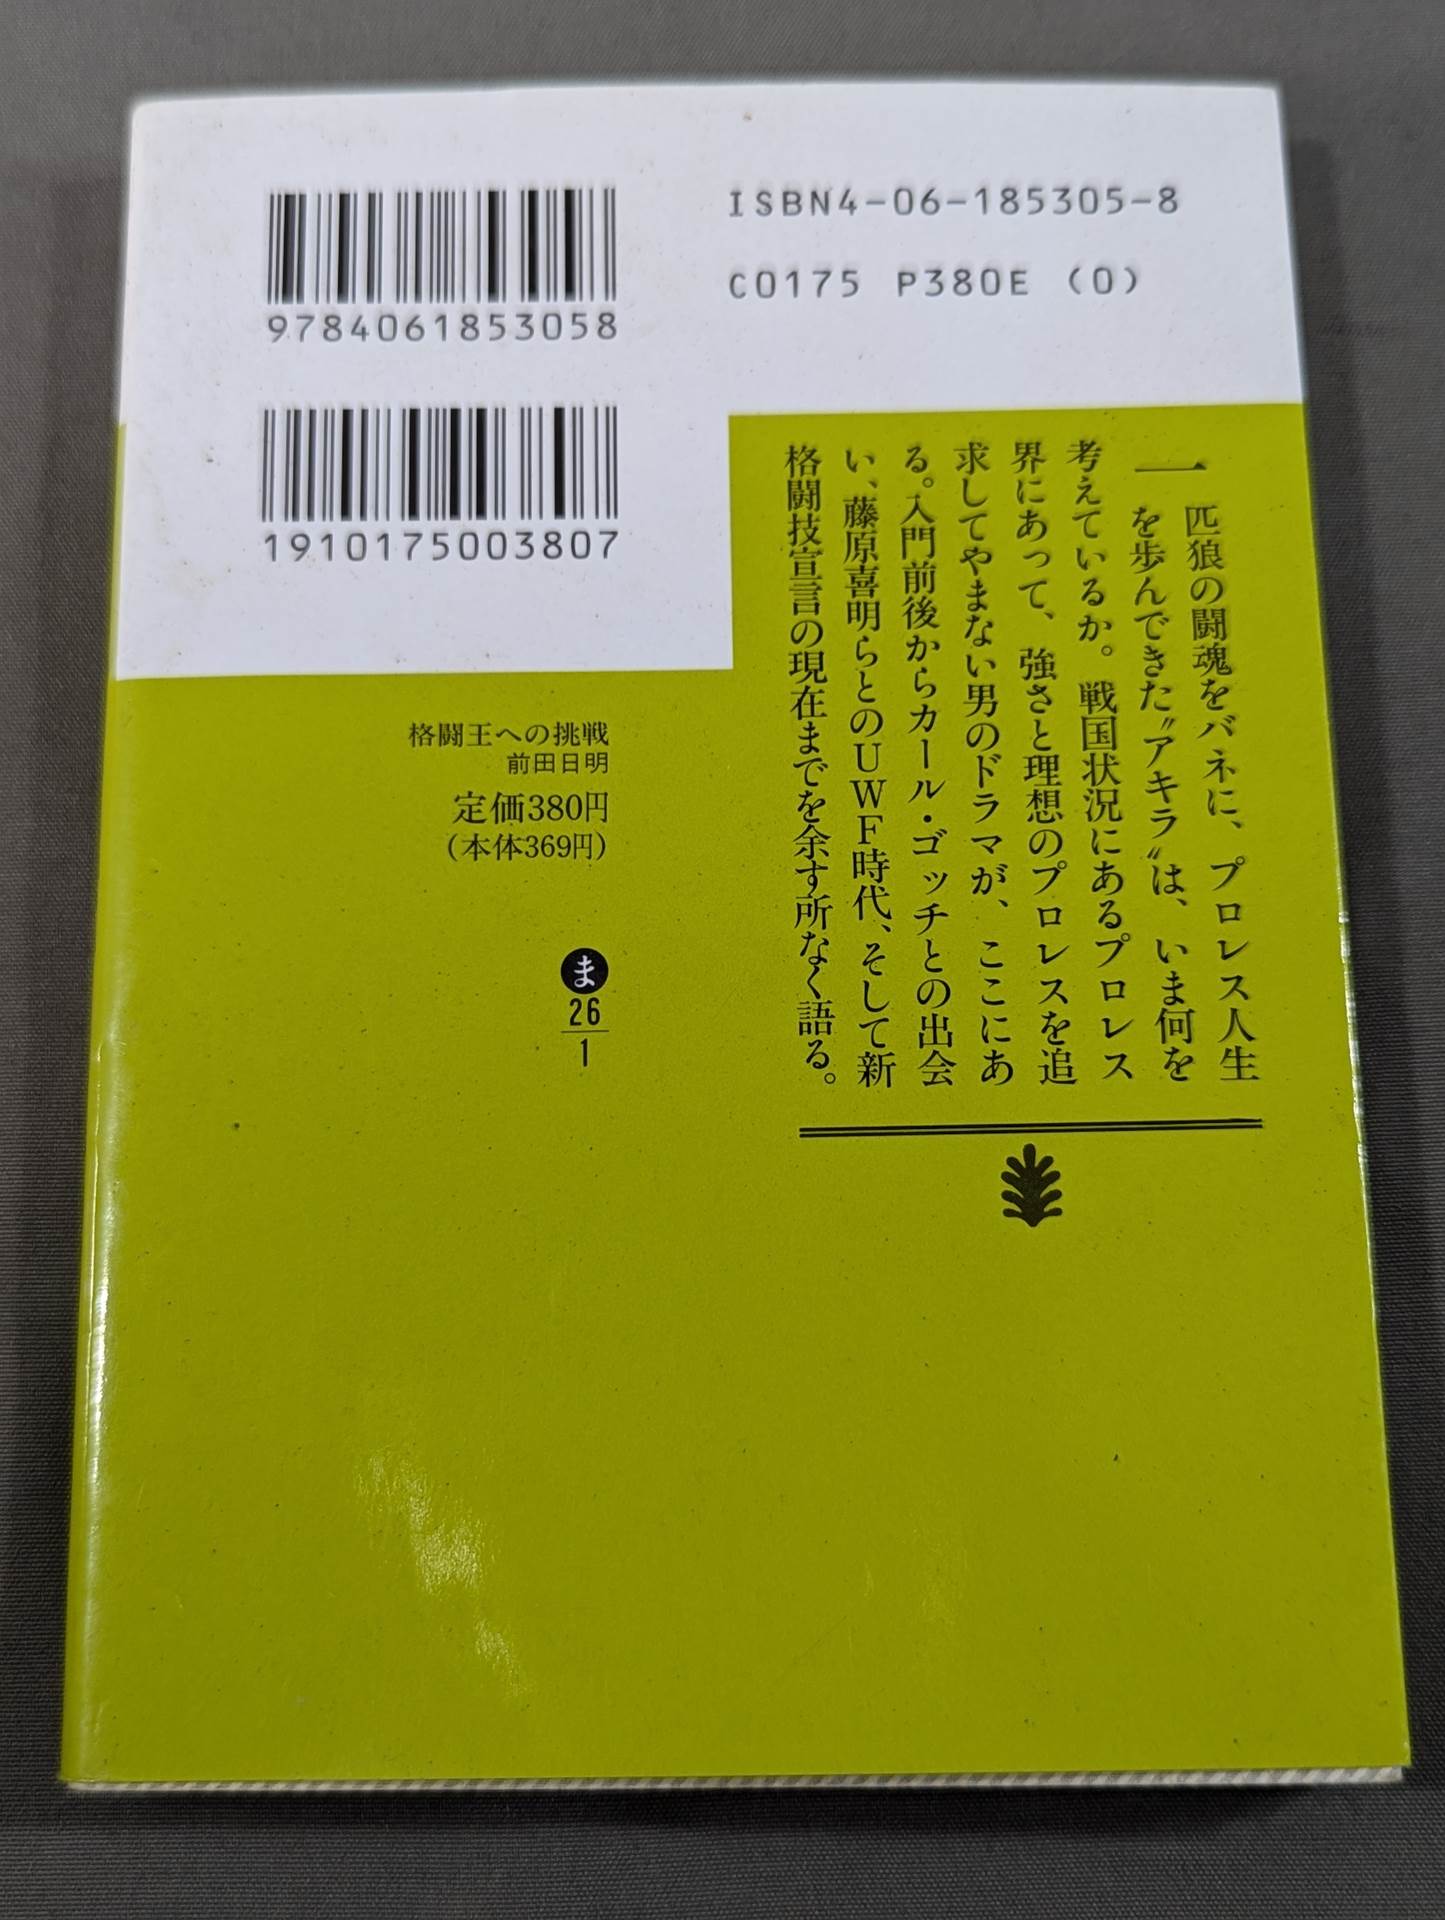 9784061853058
1910175003807
ISBN4-06-185305-8
C0175 P380E (0)
一匹狼の闘魂をバネに、プロレス人生
を歩んできた〝アキラ〟は、いま何を
考えているか。戦国状況にあるプロレス
界にあって、強さと理想のプロレスを追
求してやまない男のドラマが、ここにあ
る。入門前後からカール・ゴッチとの出会
い、藤原喜明らとのUWF時代、そして新
格闘技宣言の現在までを余す所なく語る。
格闘王への挑戦
前田日明
定価380円
(本体369円)
ま
26
1